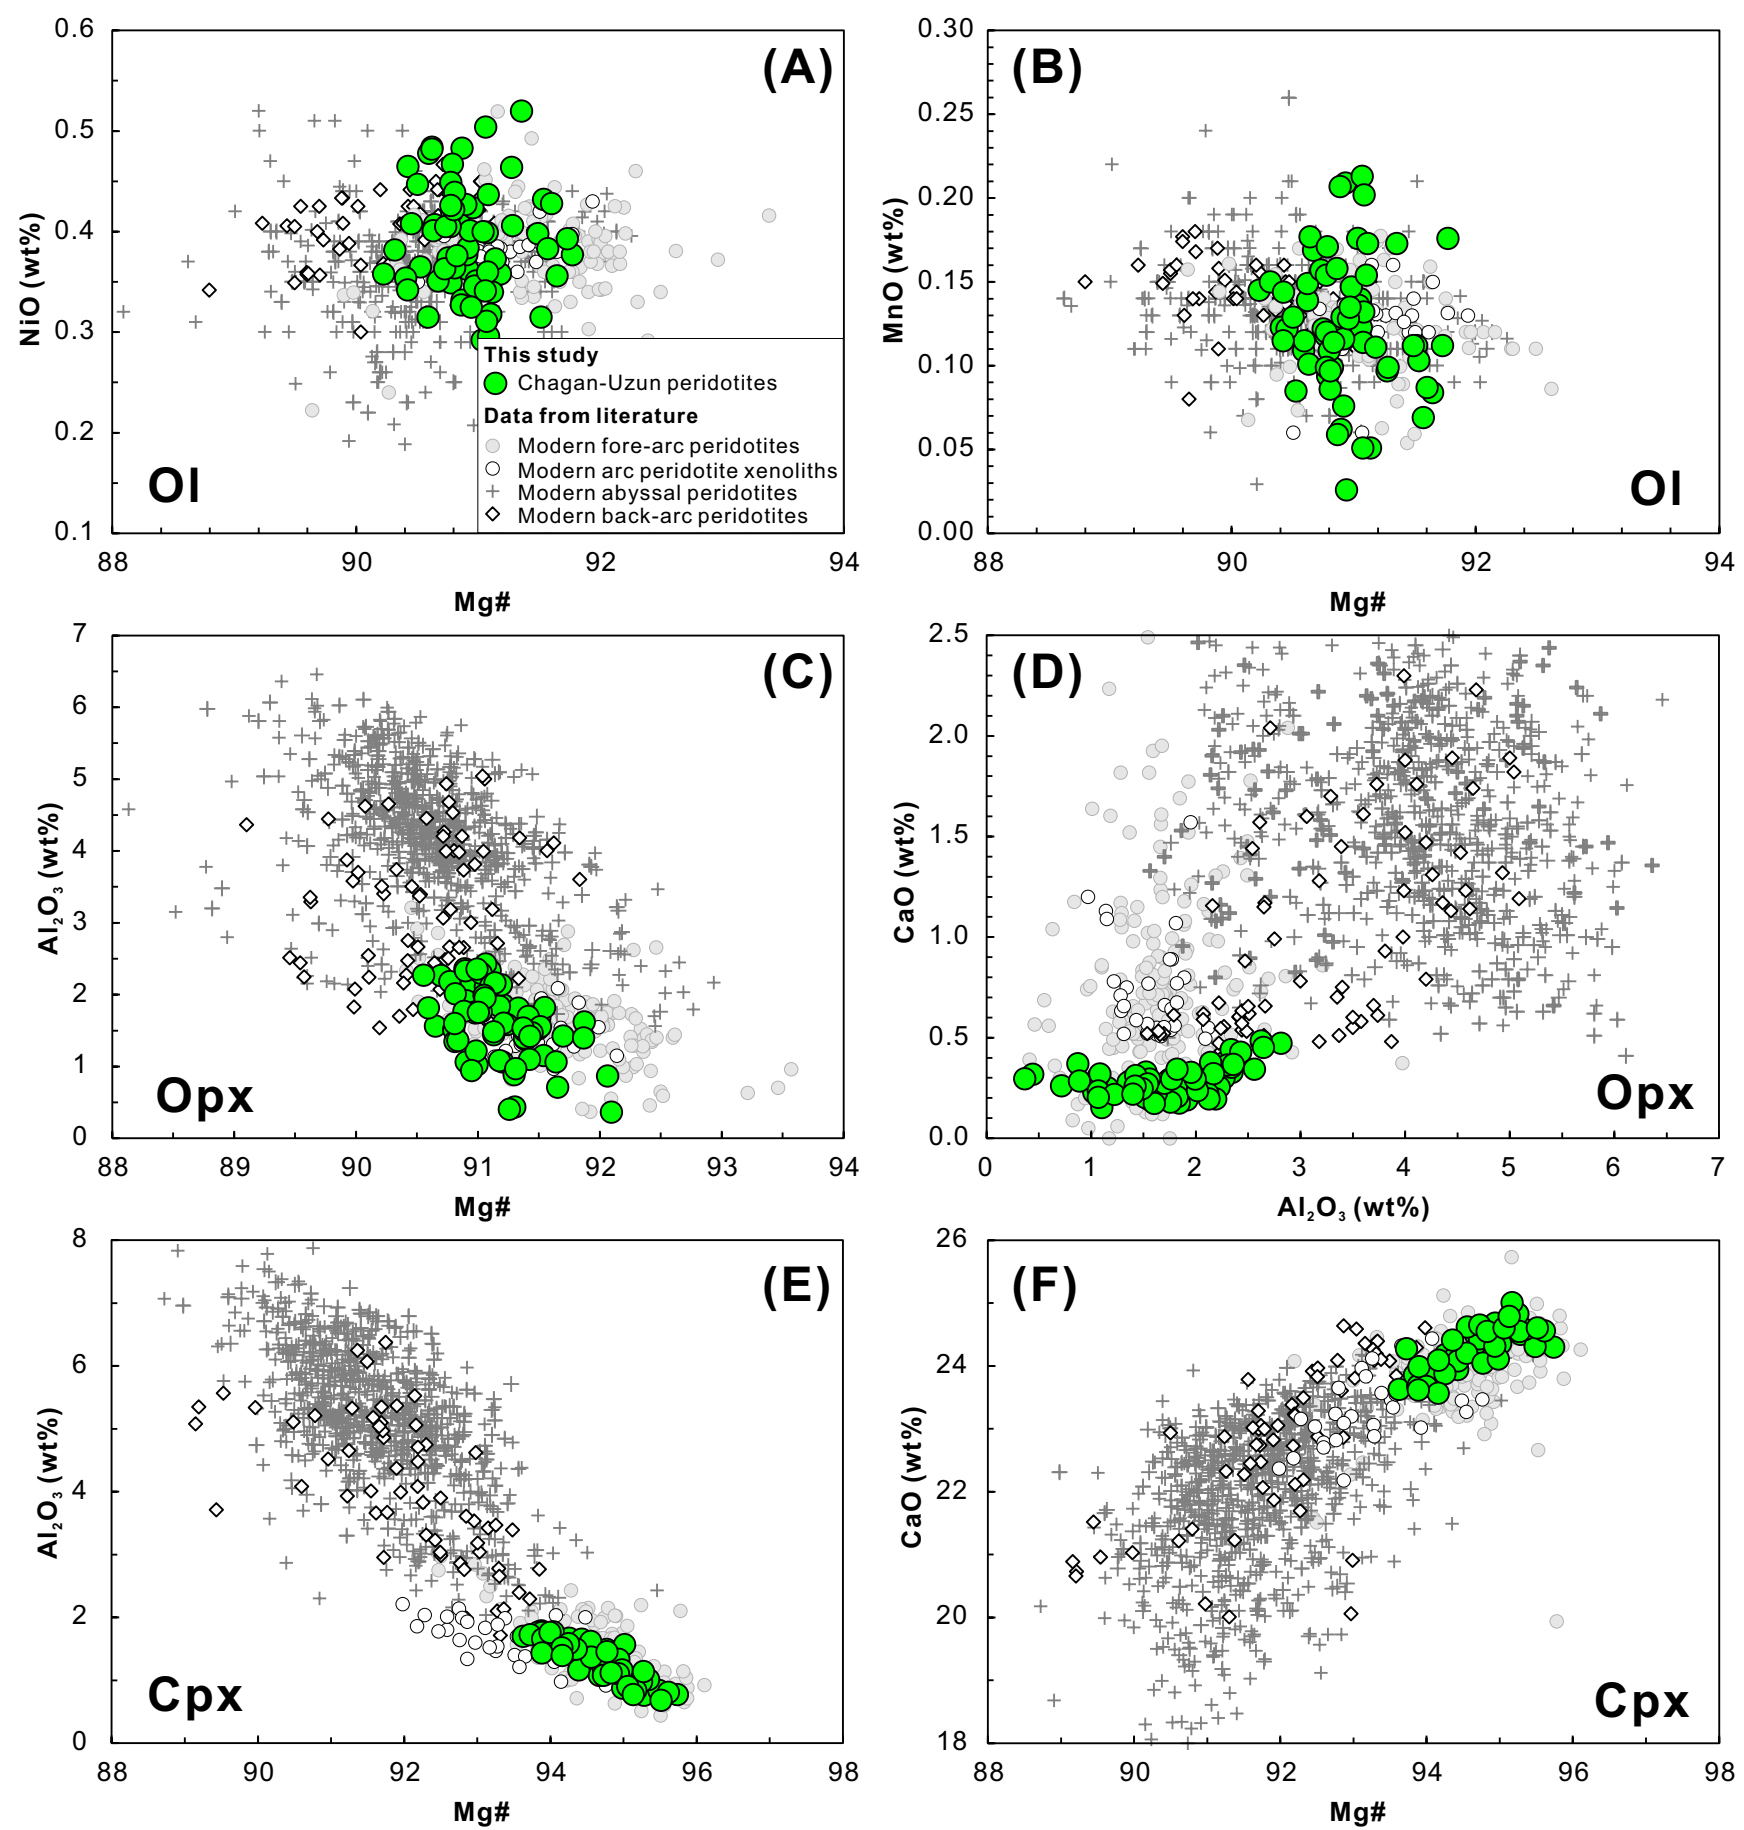 0.6
0.5
0.4
0.3
0.2
0.1
NiO (wt%)
(A)
Ol
This study
Chagan-Uzun peridotites
Data from literature
Modern fore-arc peridotites
Modern arc peridotite xenoliths
Modern abyssal peridotites
Modern back-arc peridotites
88 90 92 94
Mg#
0.30
0.25
0.20
0.15
0.10
0.05
0.00
MnO (wt%)
(B)
Ol
88 90 92 94
Mg#
7
6
5
4
3
2
1
0
Al₂O₃ (wt%)
(C)
Opx
88 89 90 91 92 93 94
Mg#
2.5
2.0
1.5
1.0
0.5
0.0
CaO (wt%)
(D)
Opx
0 1 2 3 4 5 6 7
Al₂O₃ (wt%)
8
6
4
2
0
Al₂O₃ (wt%)
(E)
Cpx
88 90 92 94 96 98
Mg#
26
24
22
20
18
CaO (wt%)
(F)
Cpx
88 90 92 94 96 98
Mg#